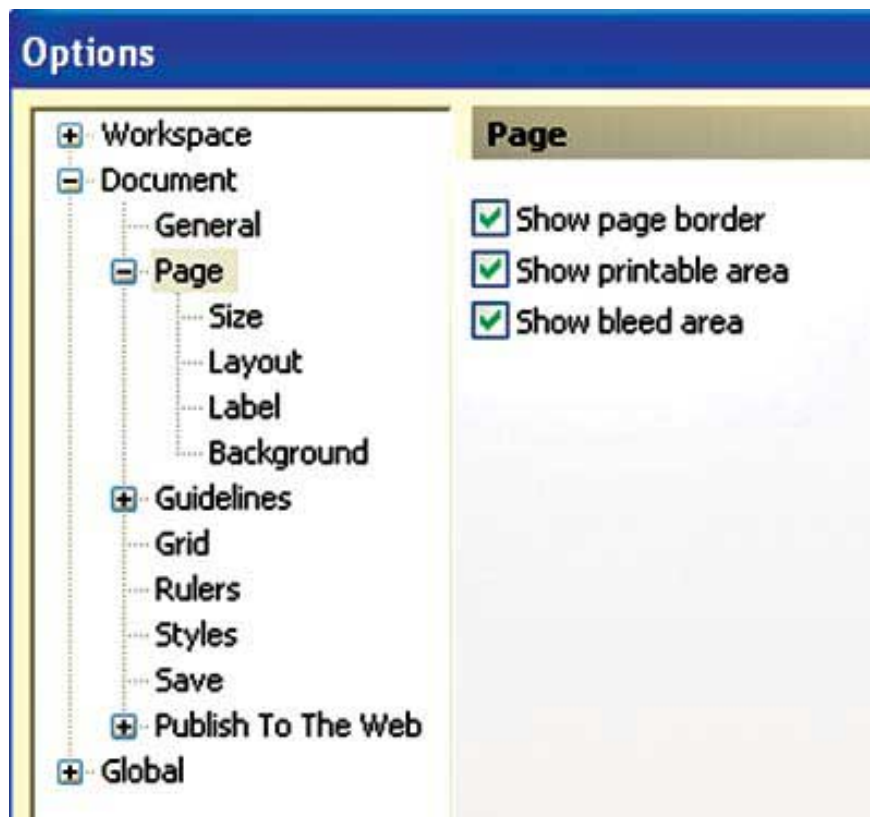 Options
Workspace
Document
General
Page
Size
Layout
Label
Background
Guidelines
Grid
Rulers
Styles
Save
Publish To The Web
Global
Page
Show page border
Show printable area
Show bleed area